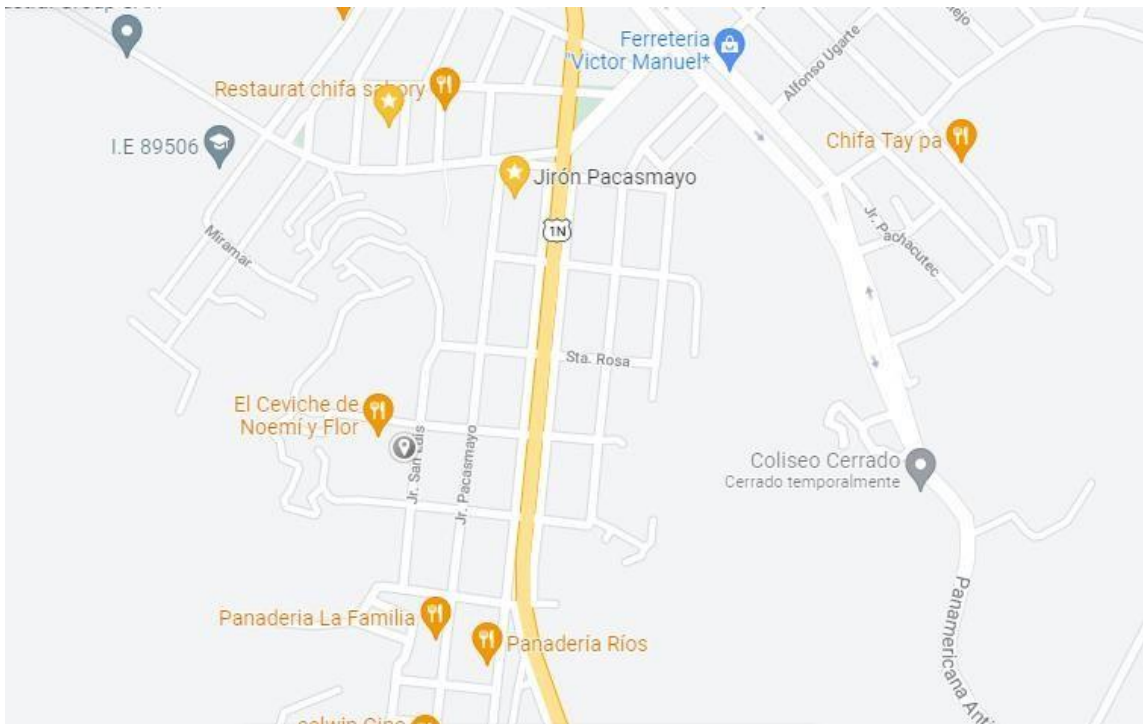 Ferreteria
"Victor Manuel*
Alfonso Ugarte
Restaurat chifa sabory
I.E 89506
Chifa Tay pa
Jirón Pacasmayo
1N
Miramar
Jr. Pachacutec
Sta. Rosa
El Ceviche de
Noemí y Flor
Jr. San Luis
Jr. Pacasmayo
Coliseo Cerrado
Cerrado temporalmente
Panaderia La Familia
Panadería Ríos
Panamericana Anti